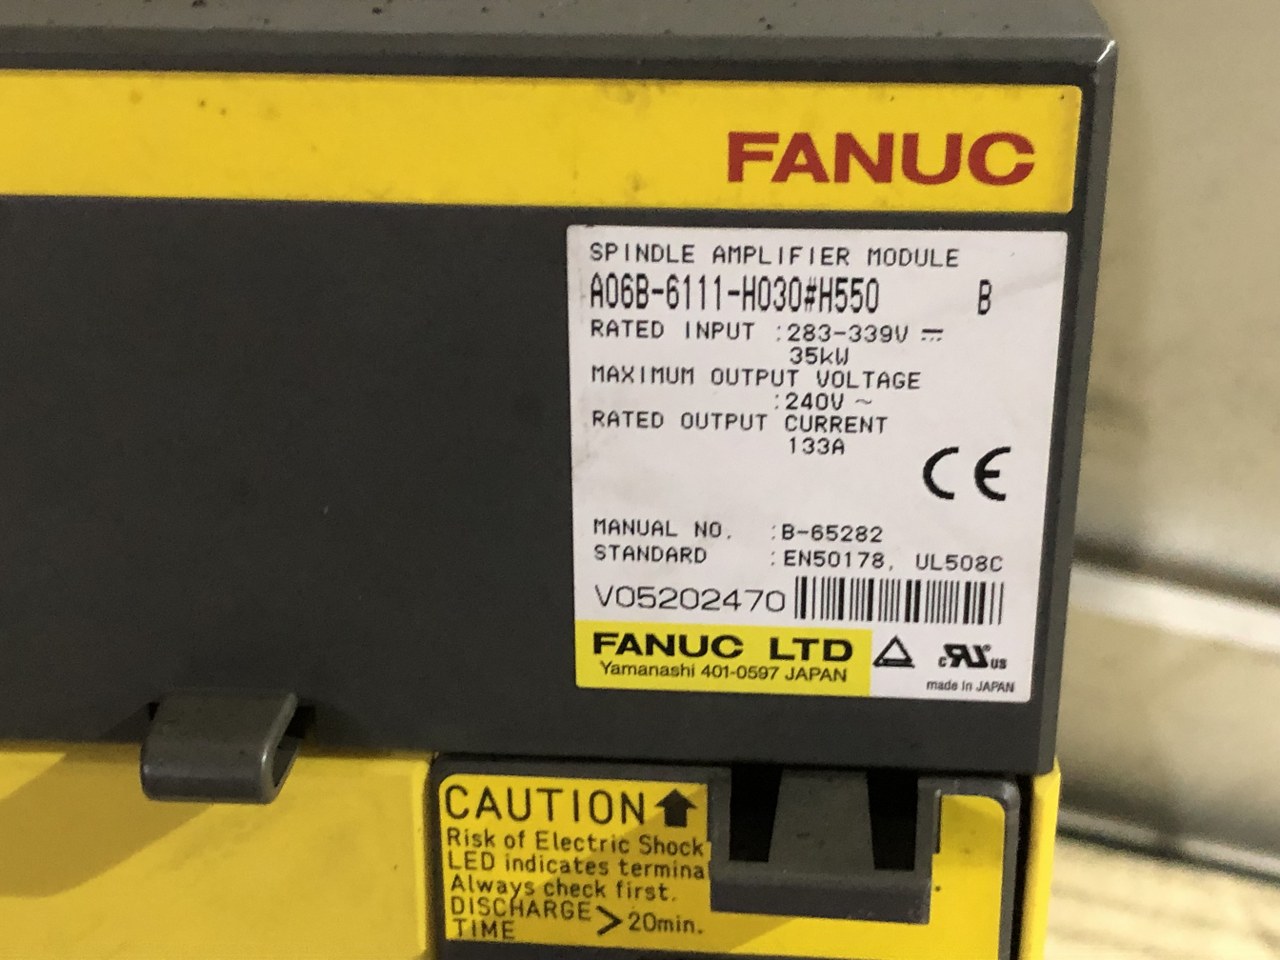 FANUC
SPINDLE AMPLIFIER MODULE
A06B-6111-H030#H550 B
RATED INPUT :283-339V ⎓
35kW
MAXIMUM OUTPUT VOLTAGE
:240V ~
RATED OUTPUT CURRENT
133A
CE
MANUAL NO. :B-65282
STANDARD :EN50178, UL508C
V05202470
FANUC LTD
Yamanashi 401-0597 JAPAN
c RU us
made in JAPAN
CAUTION
Risk of Electric Shock
LED indicates termina
Always check first.
DISCHARGE
TIME > 20min.